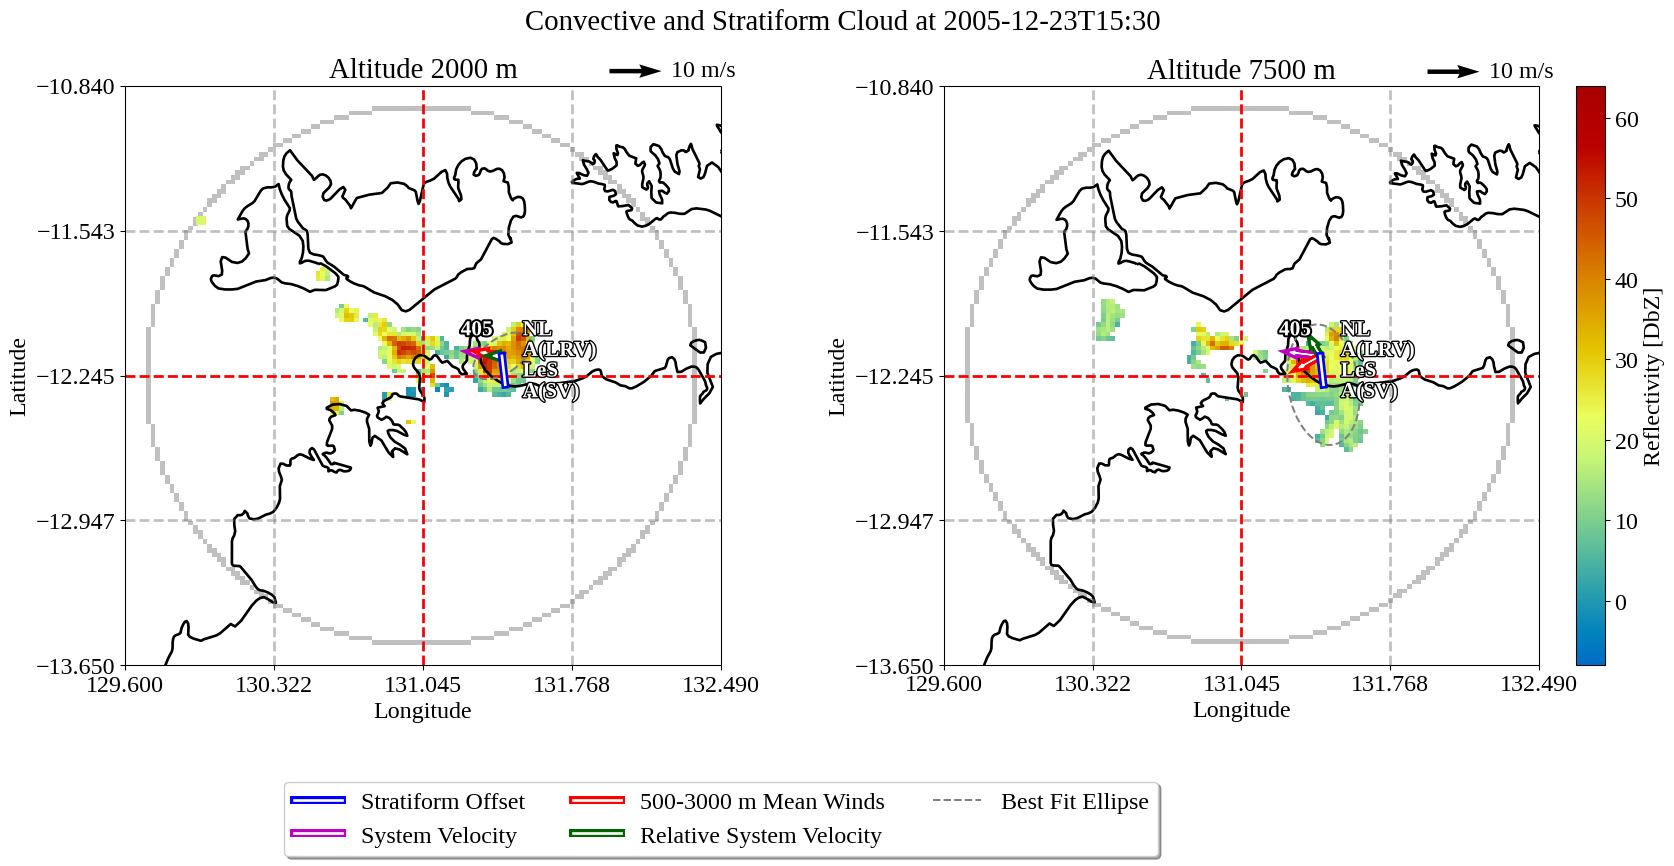 Convective and Stratiform Cloud at 2005-12-23T15:30
Altitude 2000 m
10 m/s
−10.840
−11.543
−12.245
−12.947
−13.650
Latitude
129.600
130.322
131.045
131.768
132.490
Longitude
405
NL
A(LRV)
LeS
A(SV)
Altitude 7500 m
10 m/s
−10.840
−11.543
−12.245
−12.947
−13.650
Latitude
129.600
130.322
131.045
131.768
132.490
Longitude
405
NL
A(LRV)
LeS
A(SV)
60
50
40
30
20
10
0
Reflectivity [DbZ]
Stratiform Offset
System Velocity
500-3000 m Mean Winds
Relative System Velocity
Best Fit Ellipse